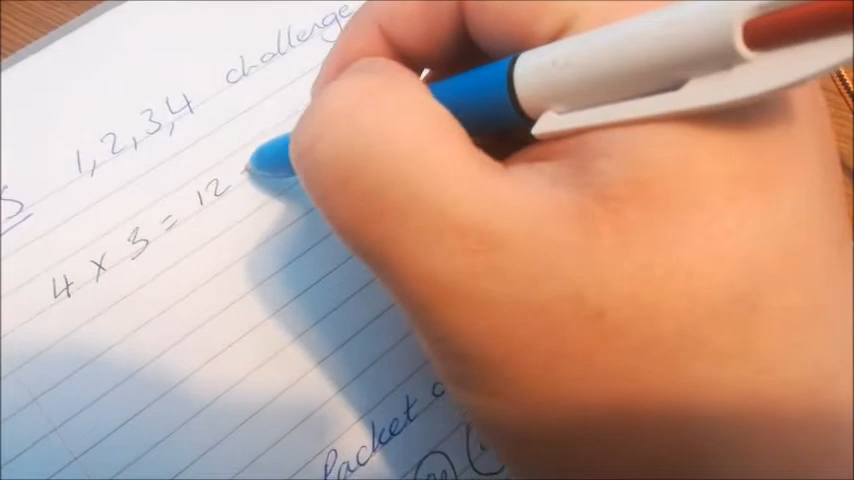 1, 2, 3, 4 challenge
4 x 3 = 12
Packet